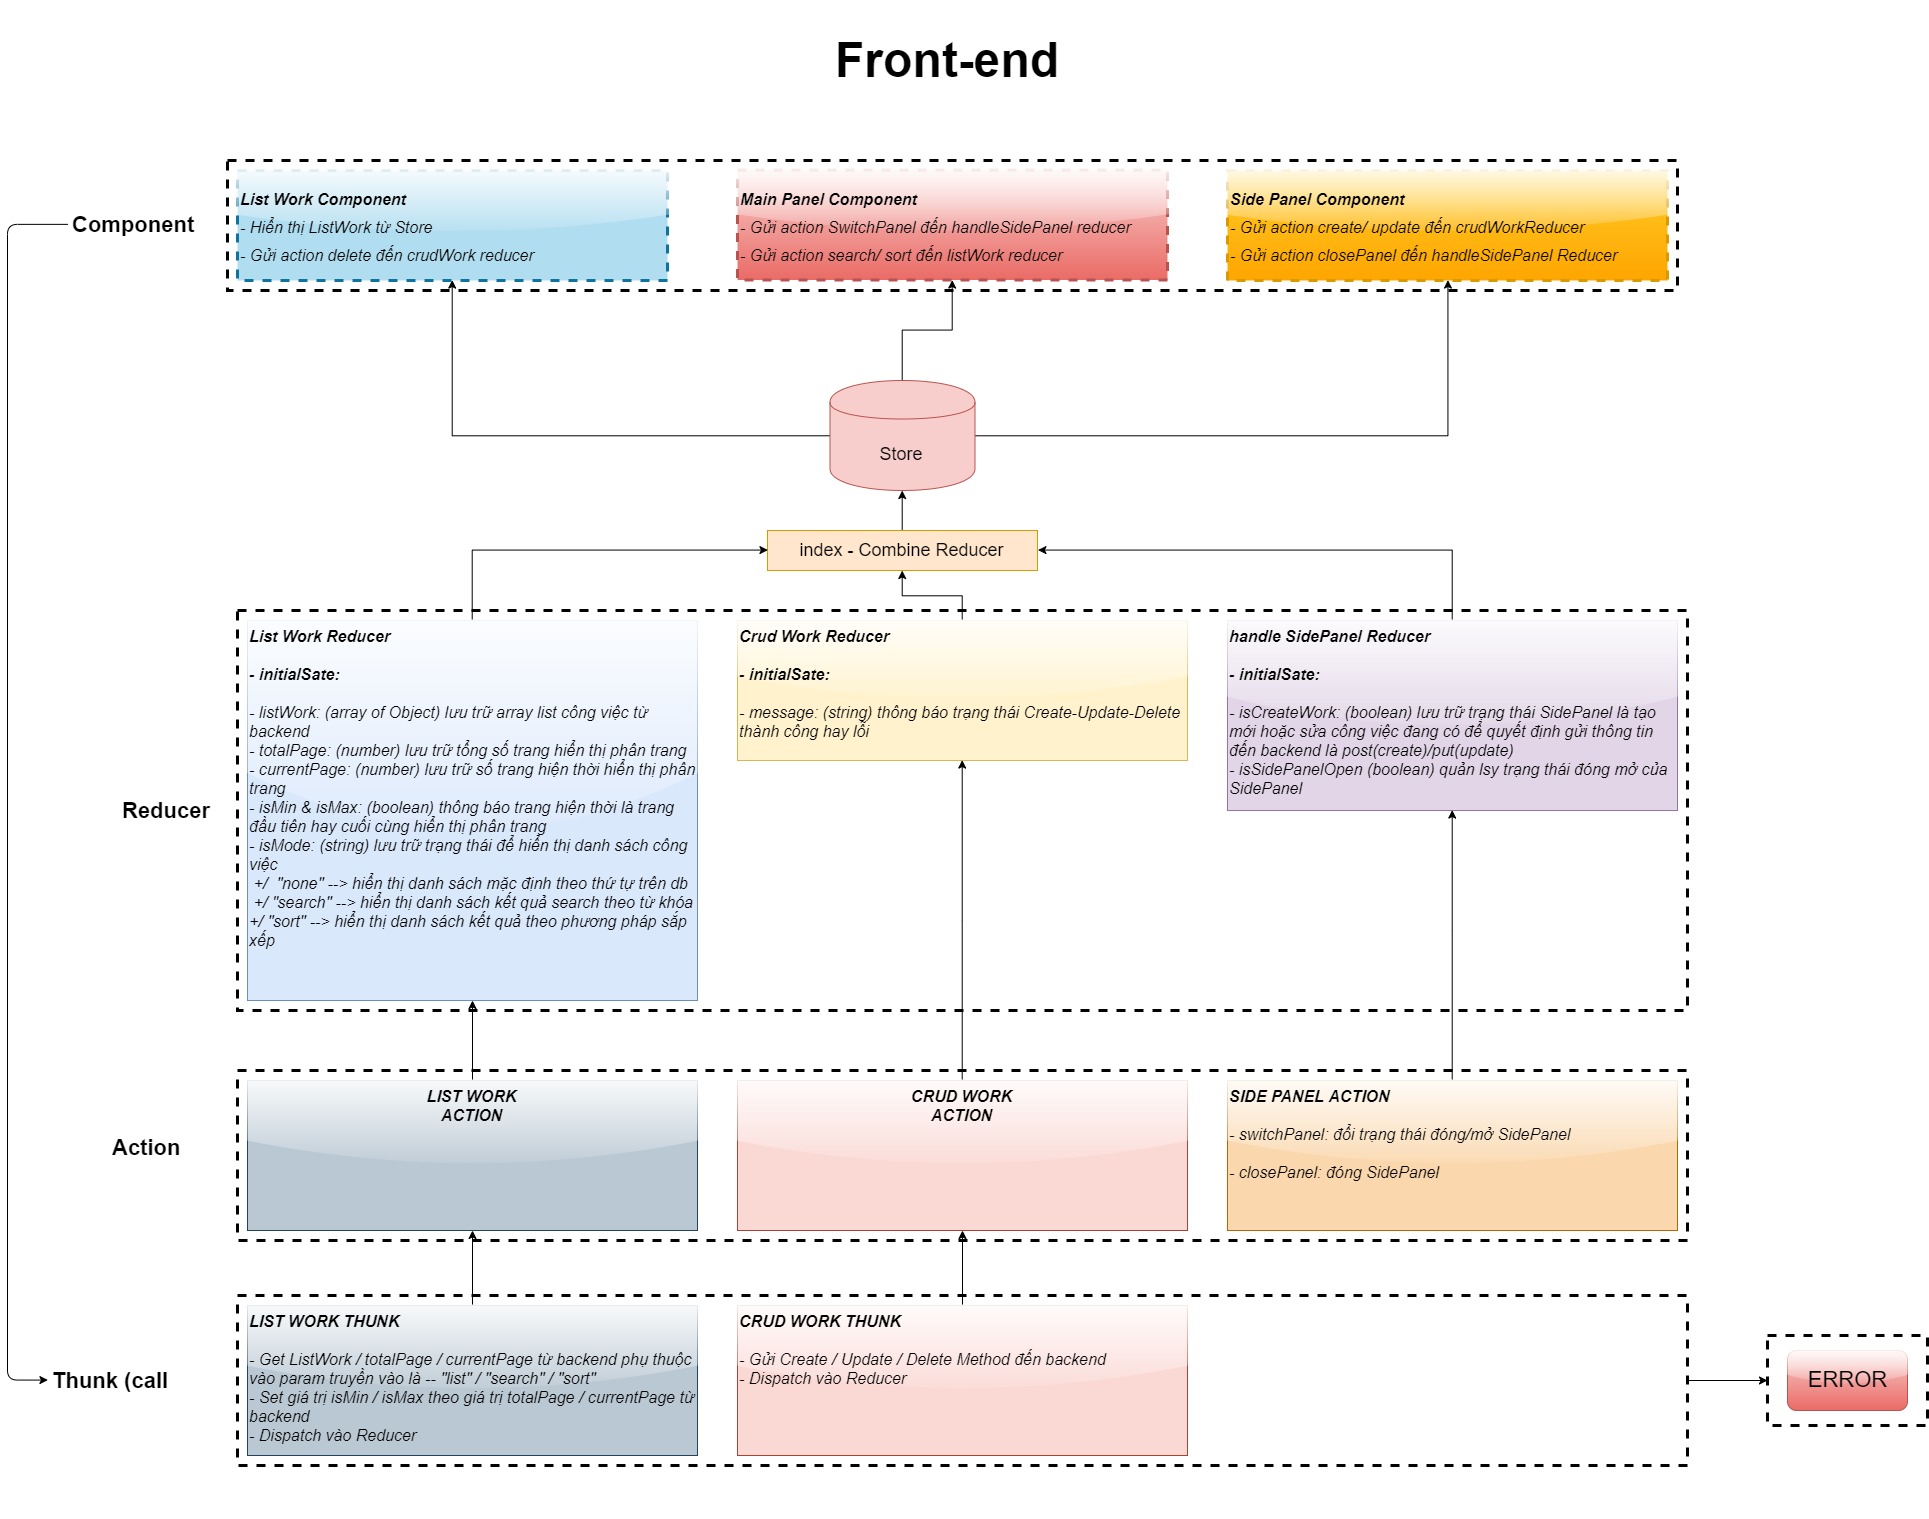 Front-end
Component
List Work Component
- Hiển thị ListWork từ Store
- Gửi action delete đến crudWork reducer
Main Panel Component
- Gửi action SwitchPanel đến handleSidePanel reducer
- Gửi action search/ sort đến listWork reducer
Side Panel Component
- Gửi action create/ update đến crudWorkReducer
- Gửi action closePanel đến handleSidePanel Reducer
Store
index - Combine Reducer
Reducer
List Work Reducer
- initialSate:
- listWork: (array of Object) lưu trữ array list công việc từ
backend
- totalPage: (number) lưu trữ tổng số trang hiển thị phân trang
- currentPage: (number) lưu trữ số trang hiện thời hiển thị phân
trang
- isMin & isMax: (boolean) thông báo trang hiện thời là trang
đầu tiên hay cuối cùng hiển thị phân trang
- isMode: (string) lưu trữ trạng thái để hiển thị danh sách công
việc
+/  "none" --> hiển thị danh sách mặc định theo thứ tự trên db
+/ "search" --> hiển thị danh sách kết quả search theo từ khóa
+/ "sort" --> hiển thị danh sách kết quả theo phương pháp sắp
xếp
Crud Work Reducer
- initialSate:
- message: (string) thông báo trạng thái Create-Update-Delete
thành công hay lỗi
handle SidePanel Reducer
- initialSate:
- isCreateWork: (boolean) lưu trữ trạng thái SidePanel là tạo
mới hoặc sửa công việc đang có để quyết định gửi thông tin
đến backend là post(create)/put(update)
- isSidePanelOpen (boolean) quản lsy trạng thái đóng mở của
SidePanel
Action
LIST WORK
ACTION
CRUD WORK
ACTION
SIDE PANEL ACTION
- switchPanel: đổi trạng thái đóng/mở SidePanel
- closePanel: đóng SidePanel
Thunk (call
LIST WORK THUNK
- Get ListWork / totalPage / currentPage từ backend phụ thuộc
vào param truyền vào là -- "list" / "search" / "sort"
- Set giá trị isMin / isMax theo giá trị totalPage / currentPage từ
backend
- Dispatch vào Reducer
CRUD WORK THUNK
- Gửi Create / Update / Delete Method đến backend
- Dispatch vào Reducer
ERROR